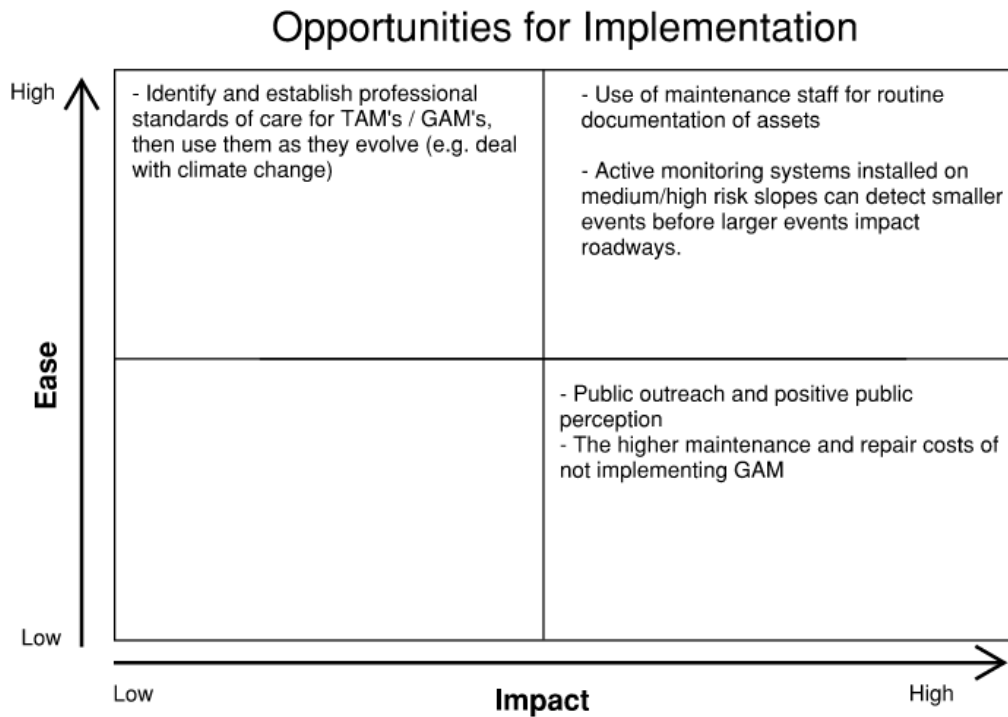 Opportunities for Implementation
High
- Identify and establish professional
standards of care for TAM's / GAM's,
then use them as they evolve (e.g. deal
with climate change)
- Use of maintenance staff for routine
documentation of assets
- Active monitoring systems installed on
medium/high risk slopes can detect smaller
events before larger events impact
roadways.
Ease
- Public outreach and positive public
perception
- The higher maintenance and repair costs of
not implementing GAM
Low
Low
Impact
High